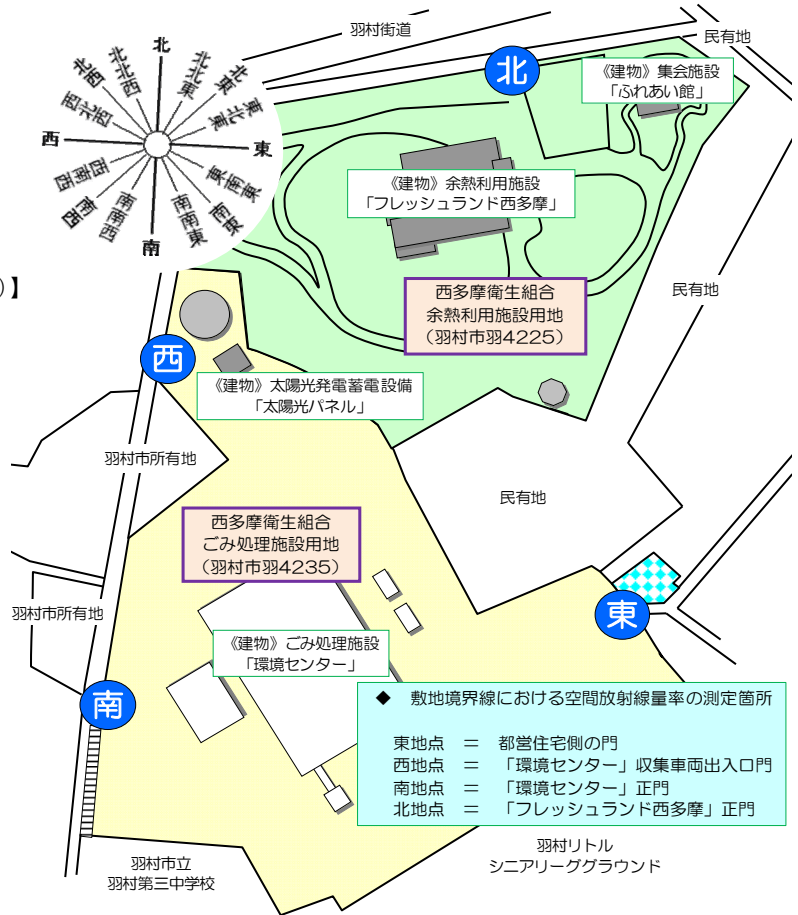 羽村街道
民有地
北
北北西
北北東
北西
北東
西北西
東北東
西
東
西南西
東南東
南西
南東
南南西
南南東
南
北
《建物》集会施設
「ふれあい館」
《建物》余熱利用施設
「フレッシュランド西多摩」
)】
西多摩衛生組合
余熱利用施設用地
(羽村市羽4225)
民有地
西
《建物》太陽光発電蓄電設備
「太陽光パネル」
羽村市所有地
民有地
西多摩衛生組合
ごみ処理施設用地
(羽村市羽4235)
羽村市所有地
東
《建物》ごみ処理施設
「環境センター」
南
◆ 敷地境界線における空間放射線量率の測定箇所
東地点 = 都営住宅側の門
西地点 = 「環境センター」収集車両出入口門
南地点 = 「環境センター」正門
北地点 = 「フレッシュランド西多摩」正門
羽村市立
羽村第三中学校
羽村リトル
シニアリーググラウンド